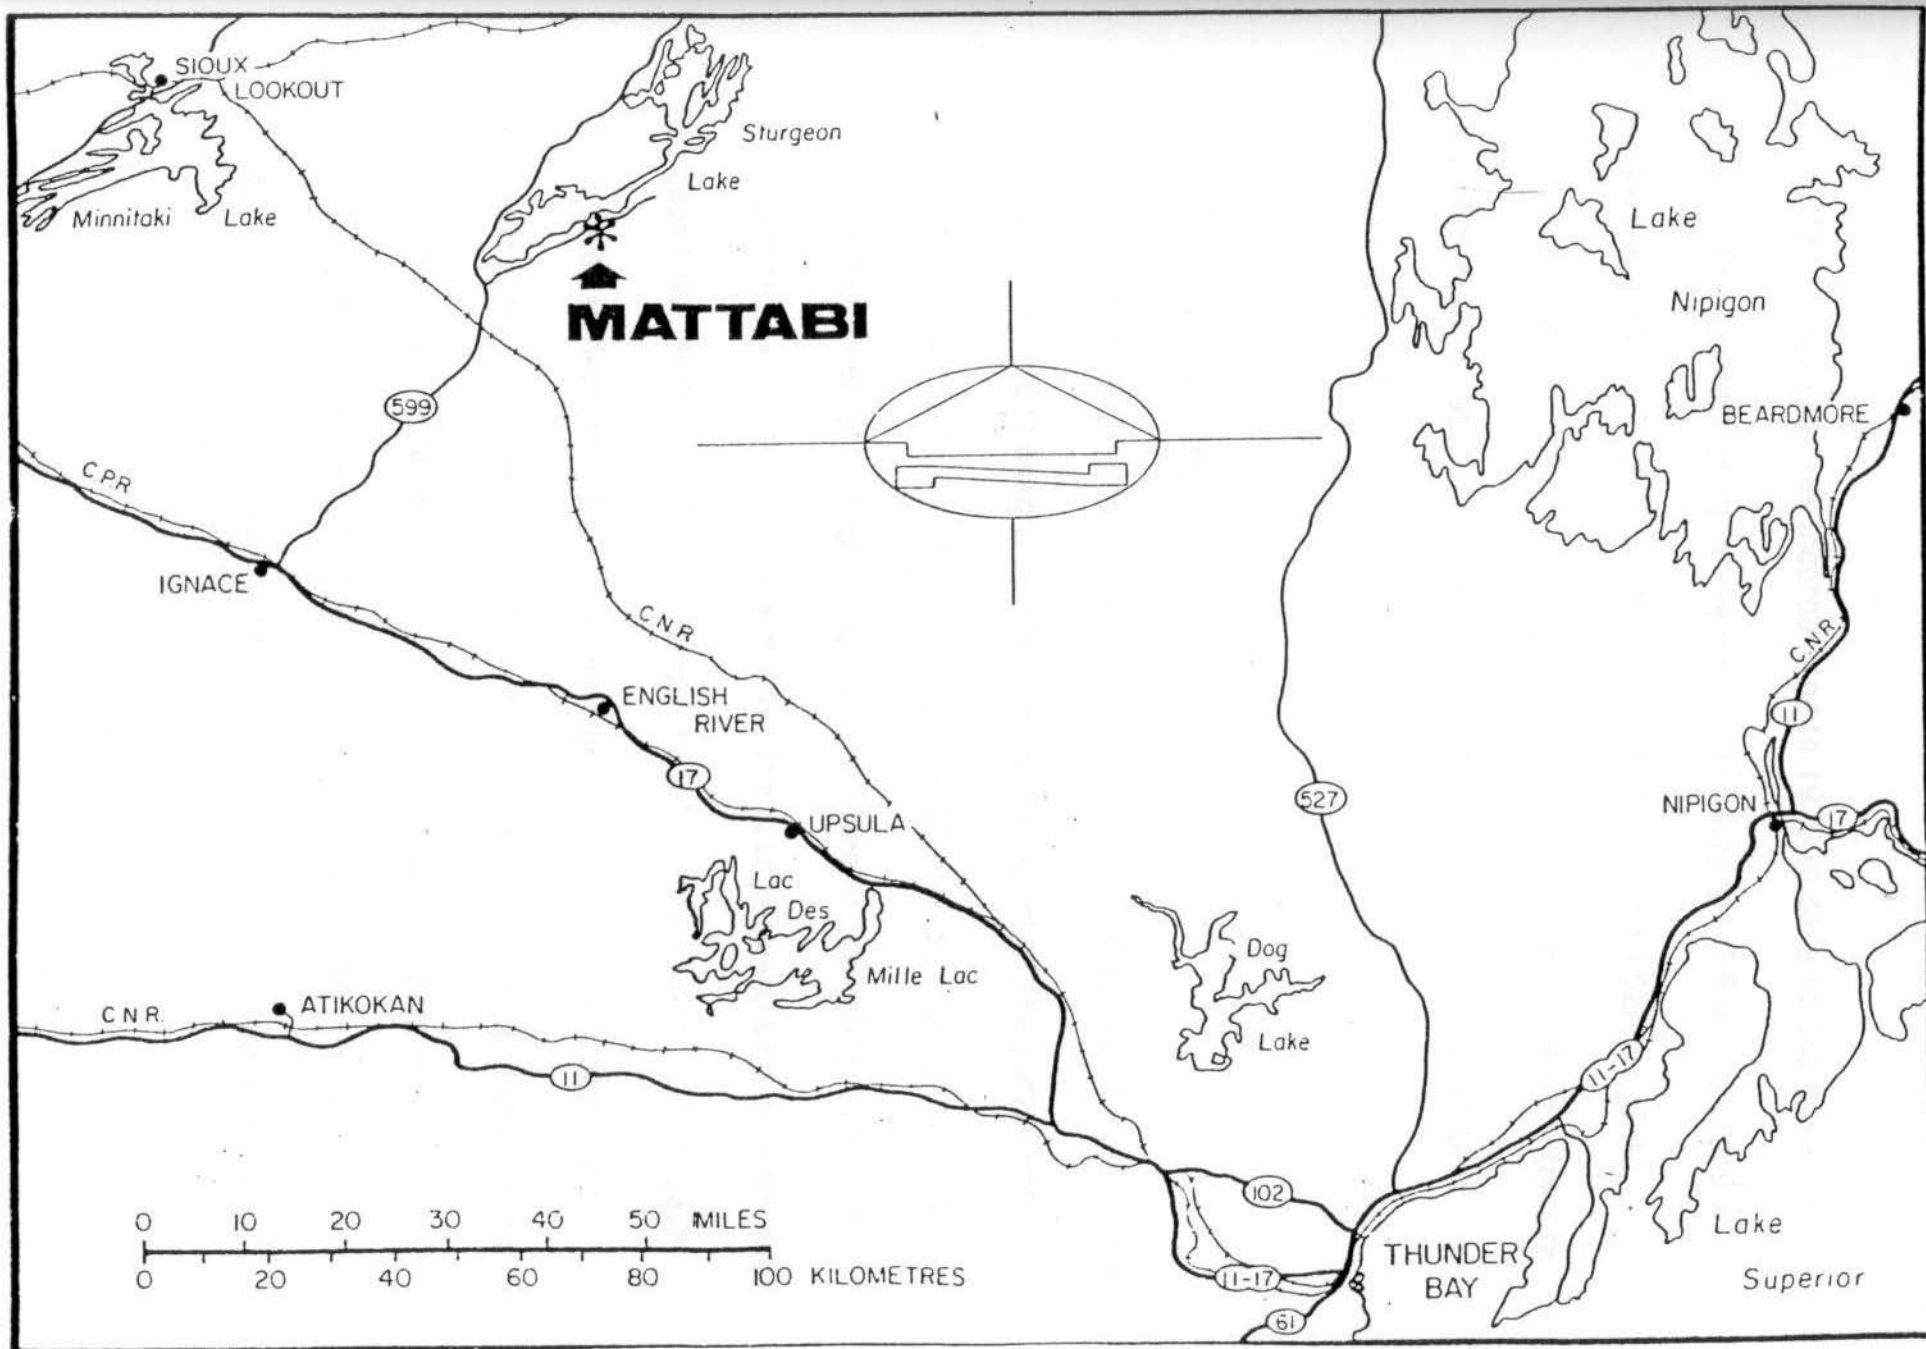 SIOUX
LOOKOUT
Sturgeon
Lake
Minnitaki Lake
Lake
Nipigon
MATTABI
599
BEARDMORE
C.P.R
IGNACE
C.N.R.
C.N.R.
ENGLISH
RIVER
11
17
527
NIPIGON
17
UPSULA
Lac
Des
Mille Lac
Dog
Lake
C.N.R.
ATIKOKAN
11
11-17
102
0 10 20 30 40 50 MILES
0 20 40 60 80 100 KILOMETRES
Lake
Superior
THUNDER
BAY
11-17
61